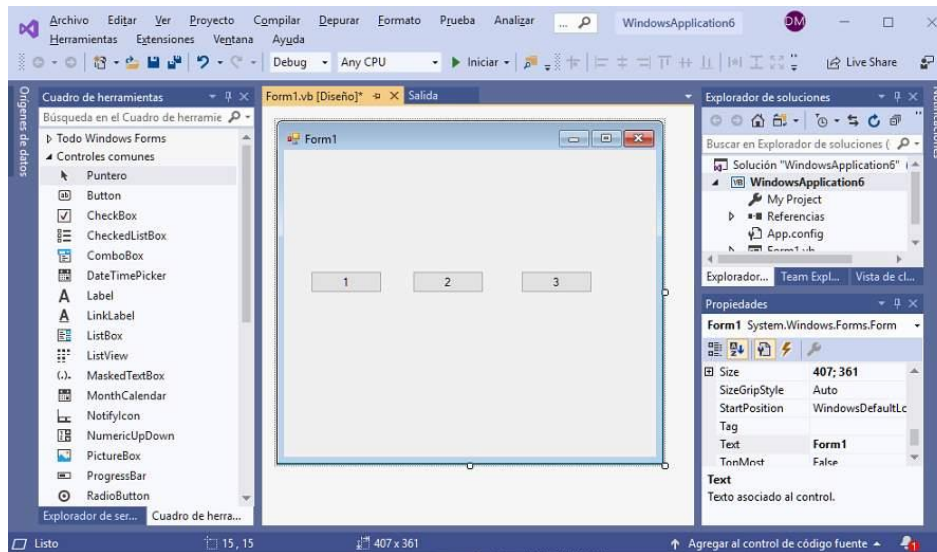 Archivo Editar Ver Proyecto Compilar Depurar Formato Prueba Analizar ... WindowsApplication6 DM
Herramientas Extensiones Ventana Ayuda
Debug Any CPU Iniciar Live Share
Orígenes de datos
Cuadro de herramientas
Búsqueda en el Cuadro de herramie
Todo Windows Forms
Controles comunes
Puntero
Button
CheckBox
CheckedListBox
ComboBox
DateTimePicker
Label
LinkLabel
ListBox
ListView
MaskedTextBox
MonthCalendar
NotifyIcon
NumericUpDown
PictureBox
ProgressBar
RadioButton
Explorador de ser... Cuadro de herra...
Form1.vb [Diseño]* Salida
Form1
1 2 3
Explorador de soluciones
Buscar en Explorador de soluciones (
Solución "WindowsApplication6"
VB WindowsApplication6
My Project
Referencias
App.config
Form1.vb
Explorador... Team Expl... Vista de cl...
Notificaciones
Propiedades
Form1 System.Windows.Forms.Form
Size 407; 361
SizeGripStyle Auto
StartPosition WindowsDefaultLc
Tag
Text Form1
TopMost False
Text
Texto asociado al control.
Listo 15 , 15 407 x 361 Agregar al control de código fuente 1